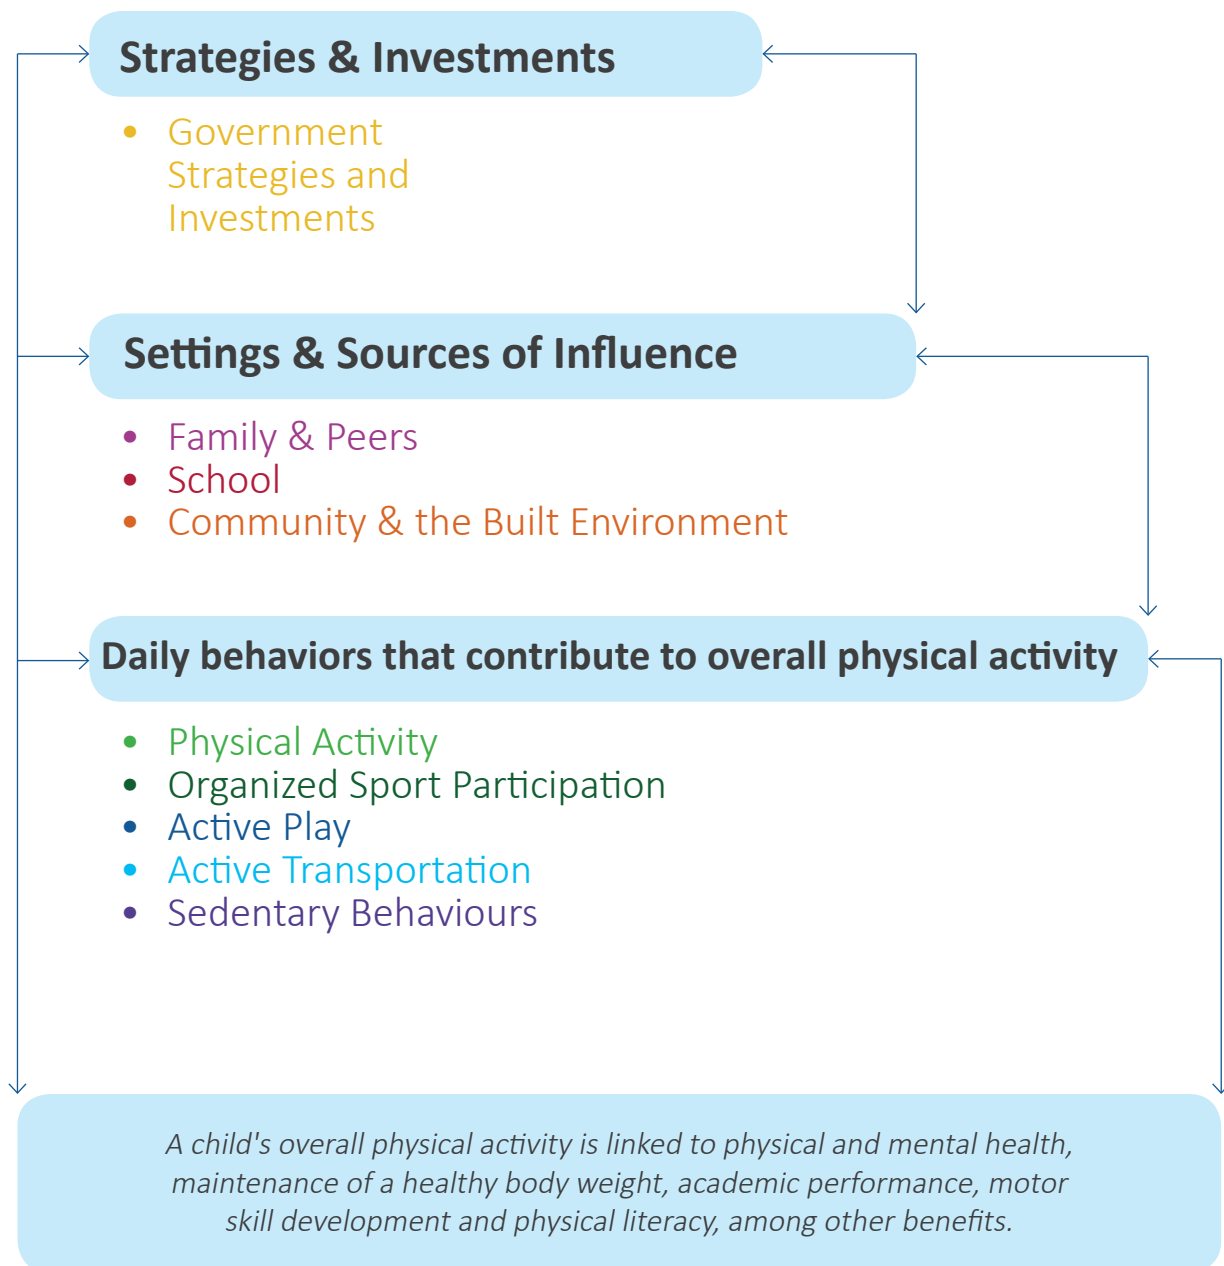 Strategies & Investments
• Government
Strategies and
Investments
Settings & Sources of Influence
• Family & Peers
• School
• Community & the Built Environment
Daily behaviors that contribute to overall physical activity
• Physical Activity
• Organized Sport Participation
• Active Play
• Active Transportation
• Sedentary Behaviours
A child's overall physical activity is linked to physical and mental health,
maintenance of a healthy body weight, academic performance, motor
skill development and physical literacy, among other benefits.